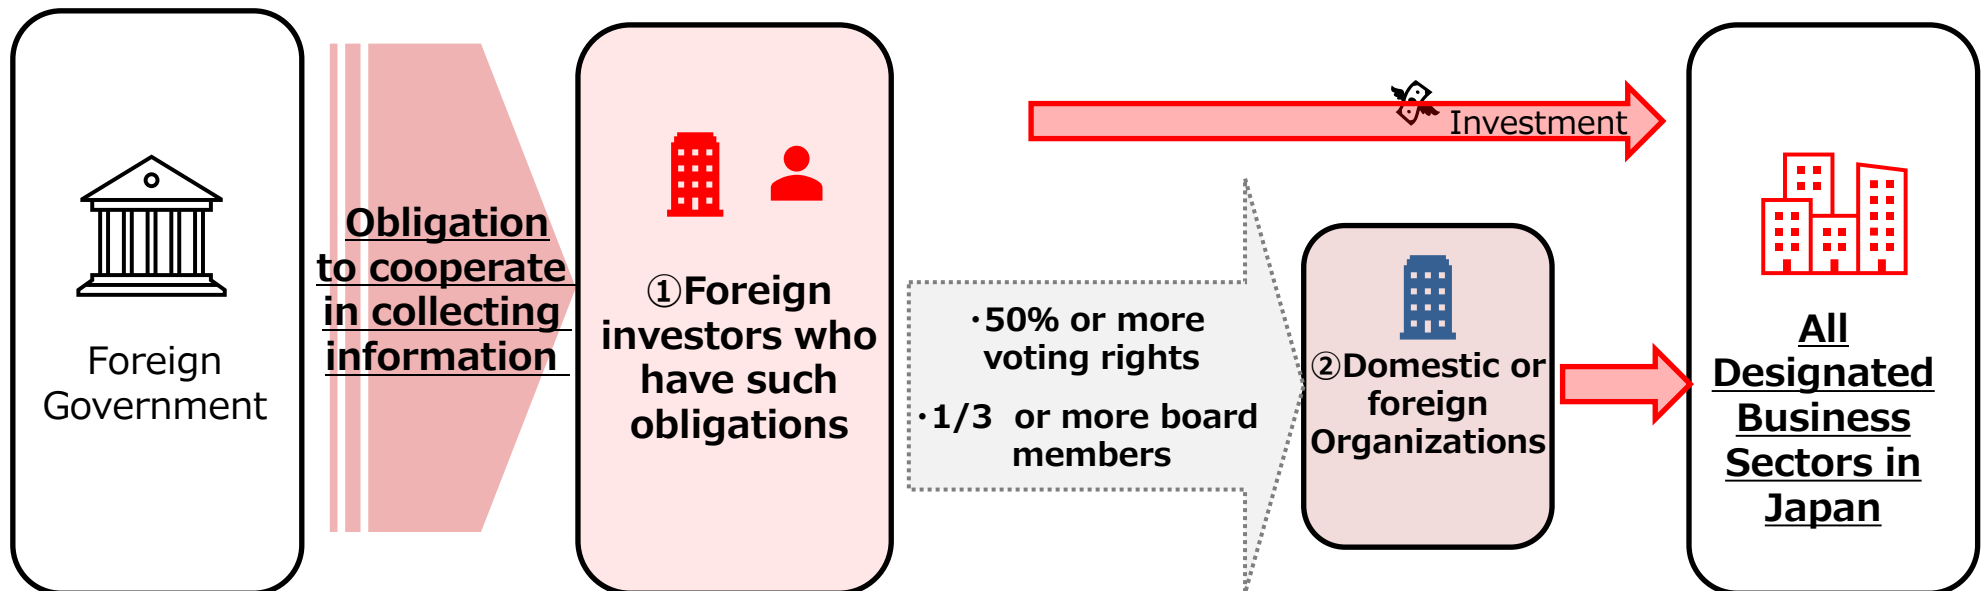 Foreign
Government
Obligation
to cooperate
in collecting
information
①Foreign
investors who
have such
obligations
Investment
・50% or more
voting rights
・1/3 or more board
members
②Domestic or
foreign
Organizations
All
Designated
Business
Sectors in
Japan